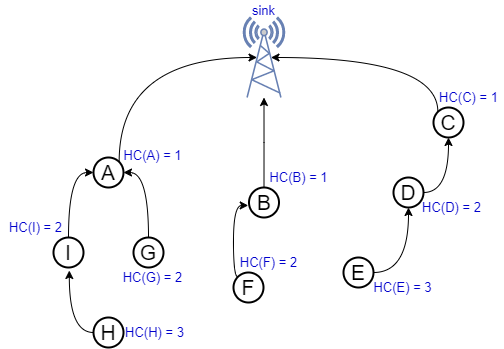 sink
HC(C) = 1
C
HC(A) = 1
A
HC(B) = 1
B
D
HC(D) = 2
HC(I) = 2
I
G
HC(G) = 2
HC(F) = 2
F
E
HC(E) = 3
H
HC(H) = 3